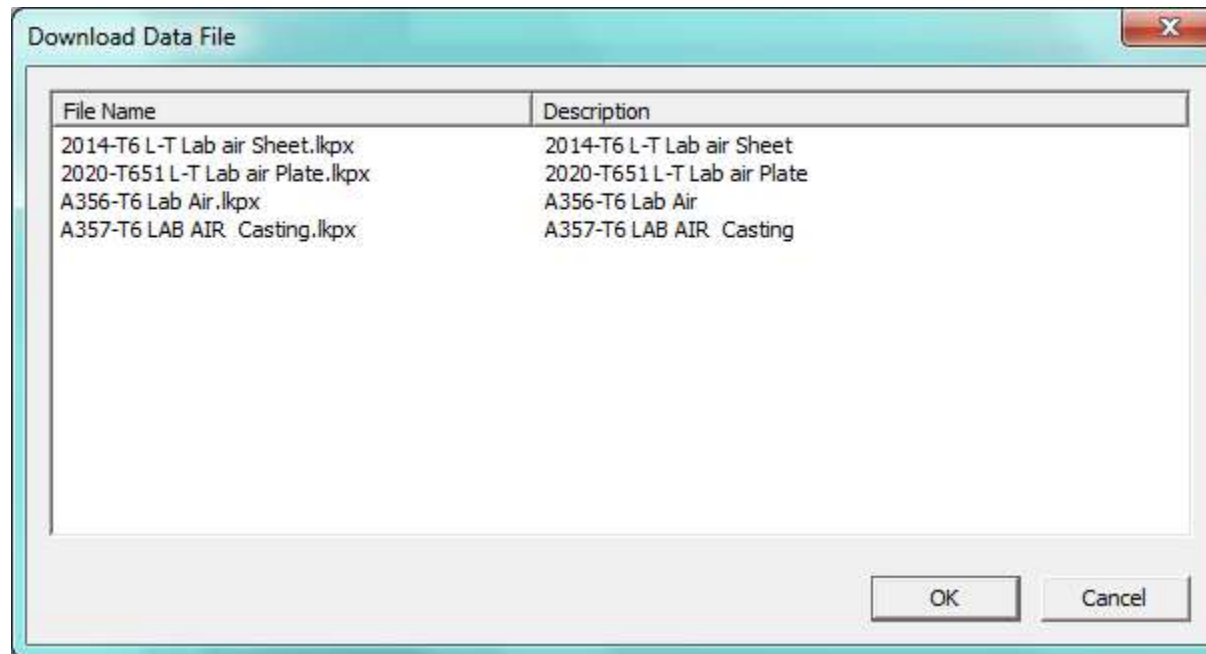 Download Data File
File Name Description
2014-T6 L-T Lab air Sheet.lkpx 2014-T6 L-T Lab air Sheet
2020-T651 L-T Lab air Plate.lkpx 2020-T651 L-T Lab air Plate
A356-T6 Lab Air.lkpx A356-T6 Lab Air
A357-T6 LAB AIR  Casting.lkpx A357-T6 LAB AIR  Casting
OK Cancel